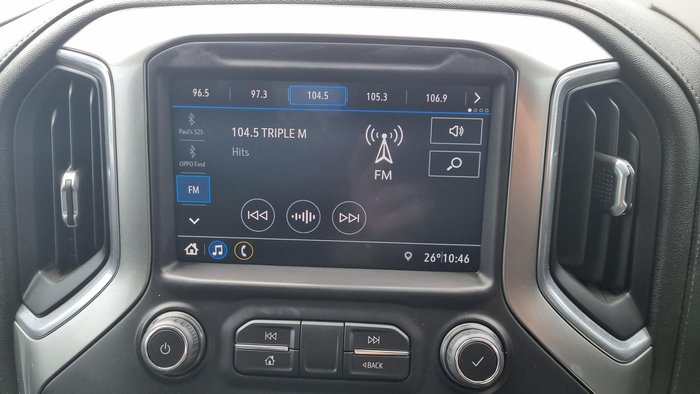 96.5 97.3 104.5 105.3 106.9
Paul's S25
104.5 TRIPLE M
Hits
OPPO Find
FM
FM
26° 10:46
BACK